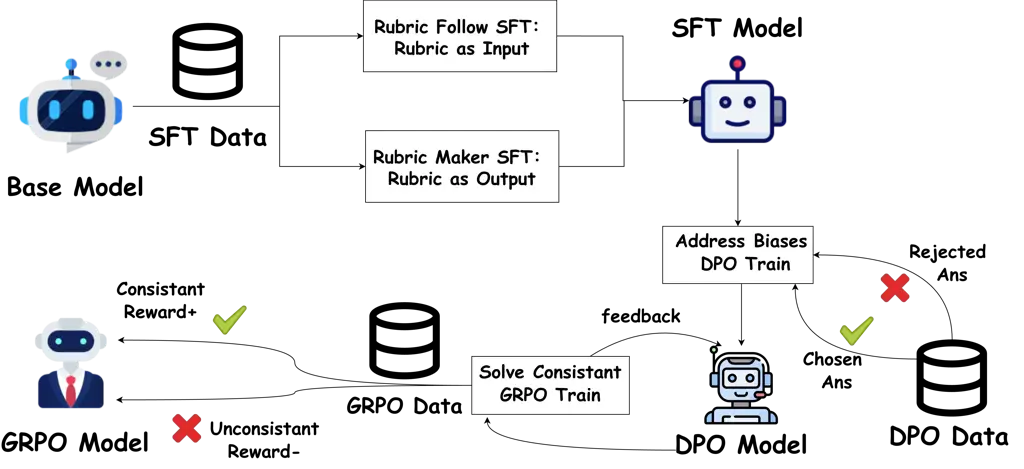 Rubric Follow SFT:
Rubric as Input
SFT Model
SFT Data
Rubric Maker SFT:
Rubric as Output
Base Model
Address Biases
DPO Train
Rejected
Ans
Consistant
Reward+
feedback
Chosen
Ans
Solve Consistant
GRPO Train
GRPO Data
GRPO Model
Unconsistant
Reward-
DPO Model
DPO Data